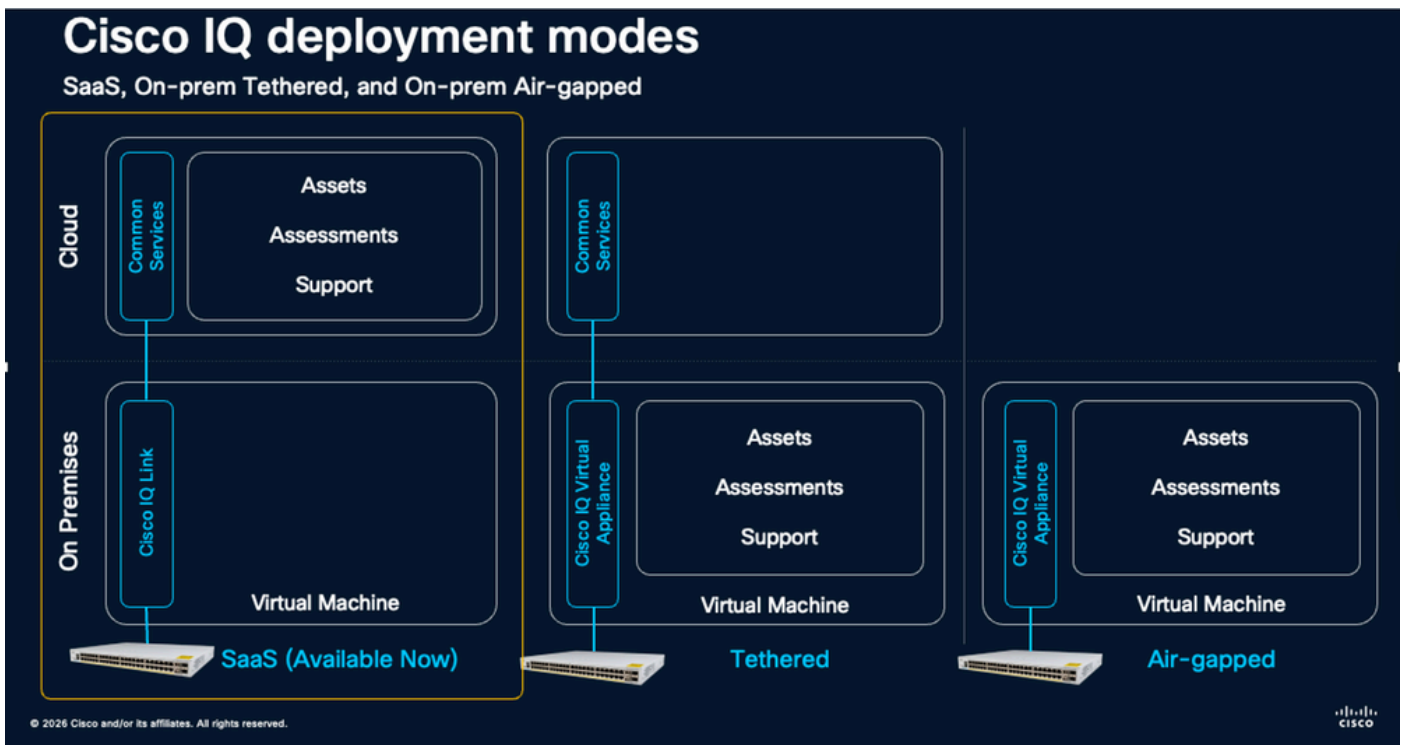 Cisco IQ deployment modes
SaaS, On-prem Tethered, and On-prem Air-gapped
Cloud
Common
Services
Assets
Assessments
Support
Common
Services
On Premises
Cisco IQ Link
Virtual Machine
Cisco IQ Virtual
Appliance
Assets
Assessments
Support
Virtual Machine
Cisco IQ Virtual
Appliance
Assets
Assessments
Support
Virtual Machine
SaaS (Available Now)
Tethered
Air-gapped
© 2026 Cisco and/or its affiliates. All rights reserved.
CISCO